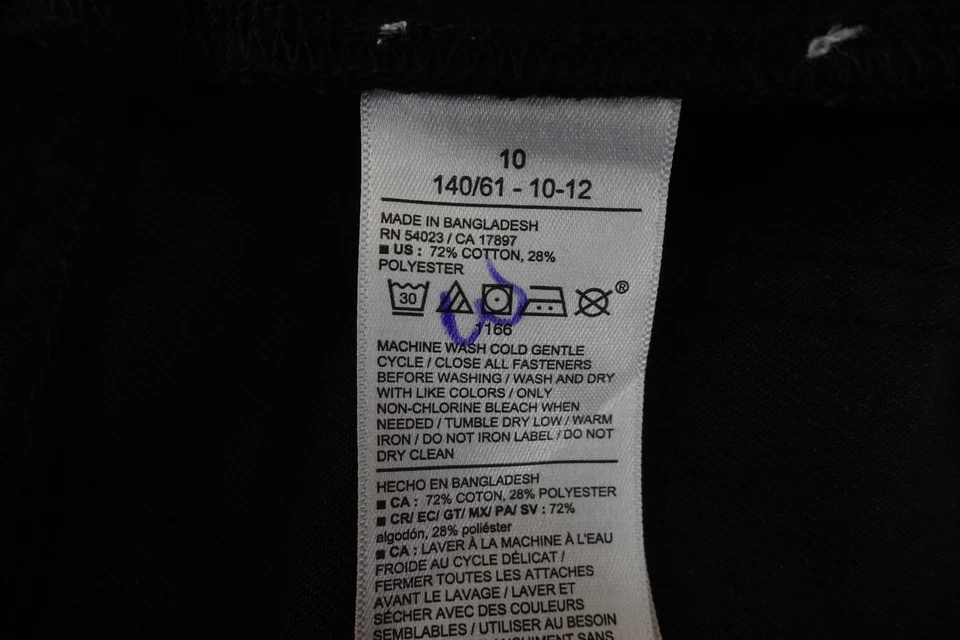 10
140/61 - 10-12
MADE IN BANGLADESH
RN 54023 / CA 17897
■ US : 72% COTTON, 28%
POLYESTER
30 ®
1166
MACHINE WASH COLD GENTLE
CYCLE / CLOSE ALL FASTENERS
BEFORE WASHING / WASH AND DRY
WITH LIKE COLORS / ONLY
NON-CHLORINE BLEACH WHEN
NEEDED / TUMBLE DRY LOW / WARM
IRON / DO NOT IRON LABEL / DO NOT
DRY CLEAN
HECHO EN BANGLADESH
■ CA : 72% COTON, 28% POLYESTER
■ CR/ EC/ GT/ MX/ PA/ SV : 72%
algodón, 28% poliéster
■ CA : LAVER À LA MACHINE À L'EAU
FROIDE AU CYCLE DÉLICAT /
FERMER TOUTES LES ATTACHES
AVANT LE LAVAGE / LAVER ET
SÉCHER AVEC DES COULEURS
SEMBLABLES / UTILISER AU BESOIN
SANS